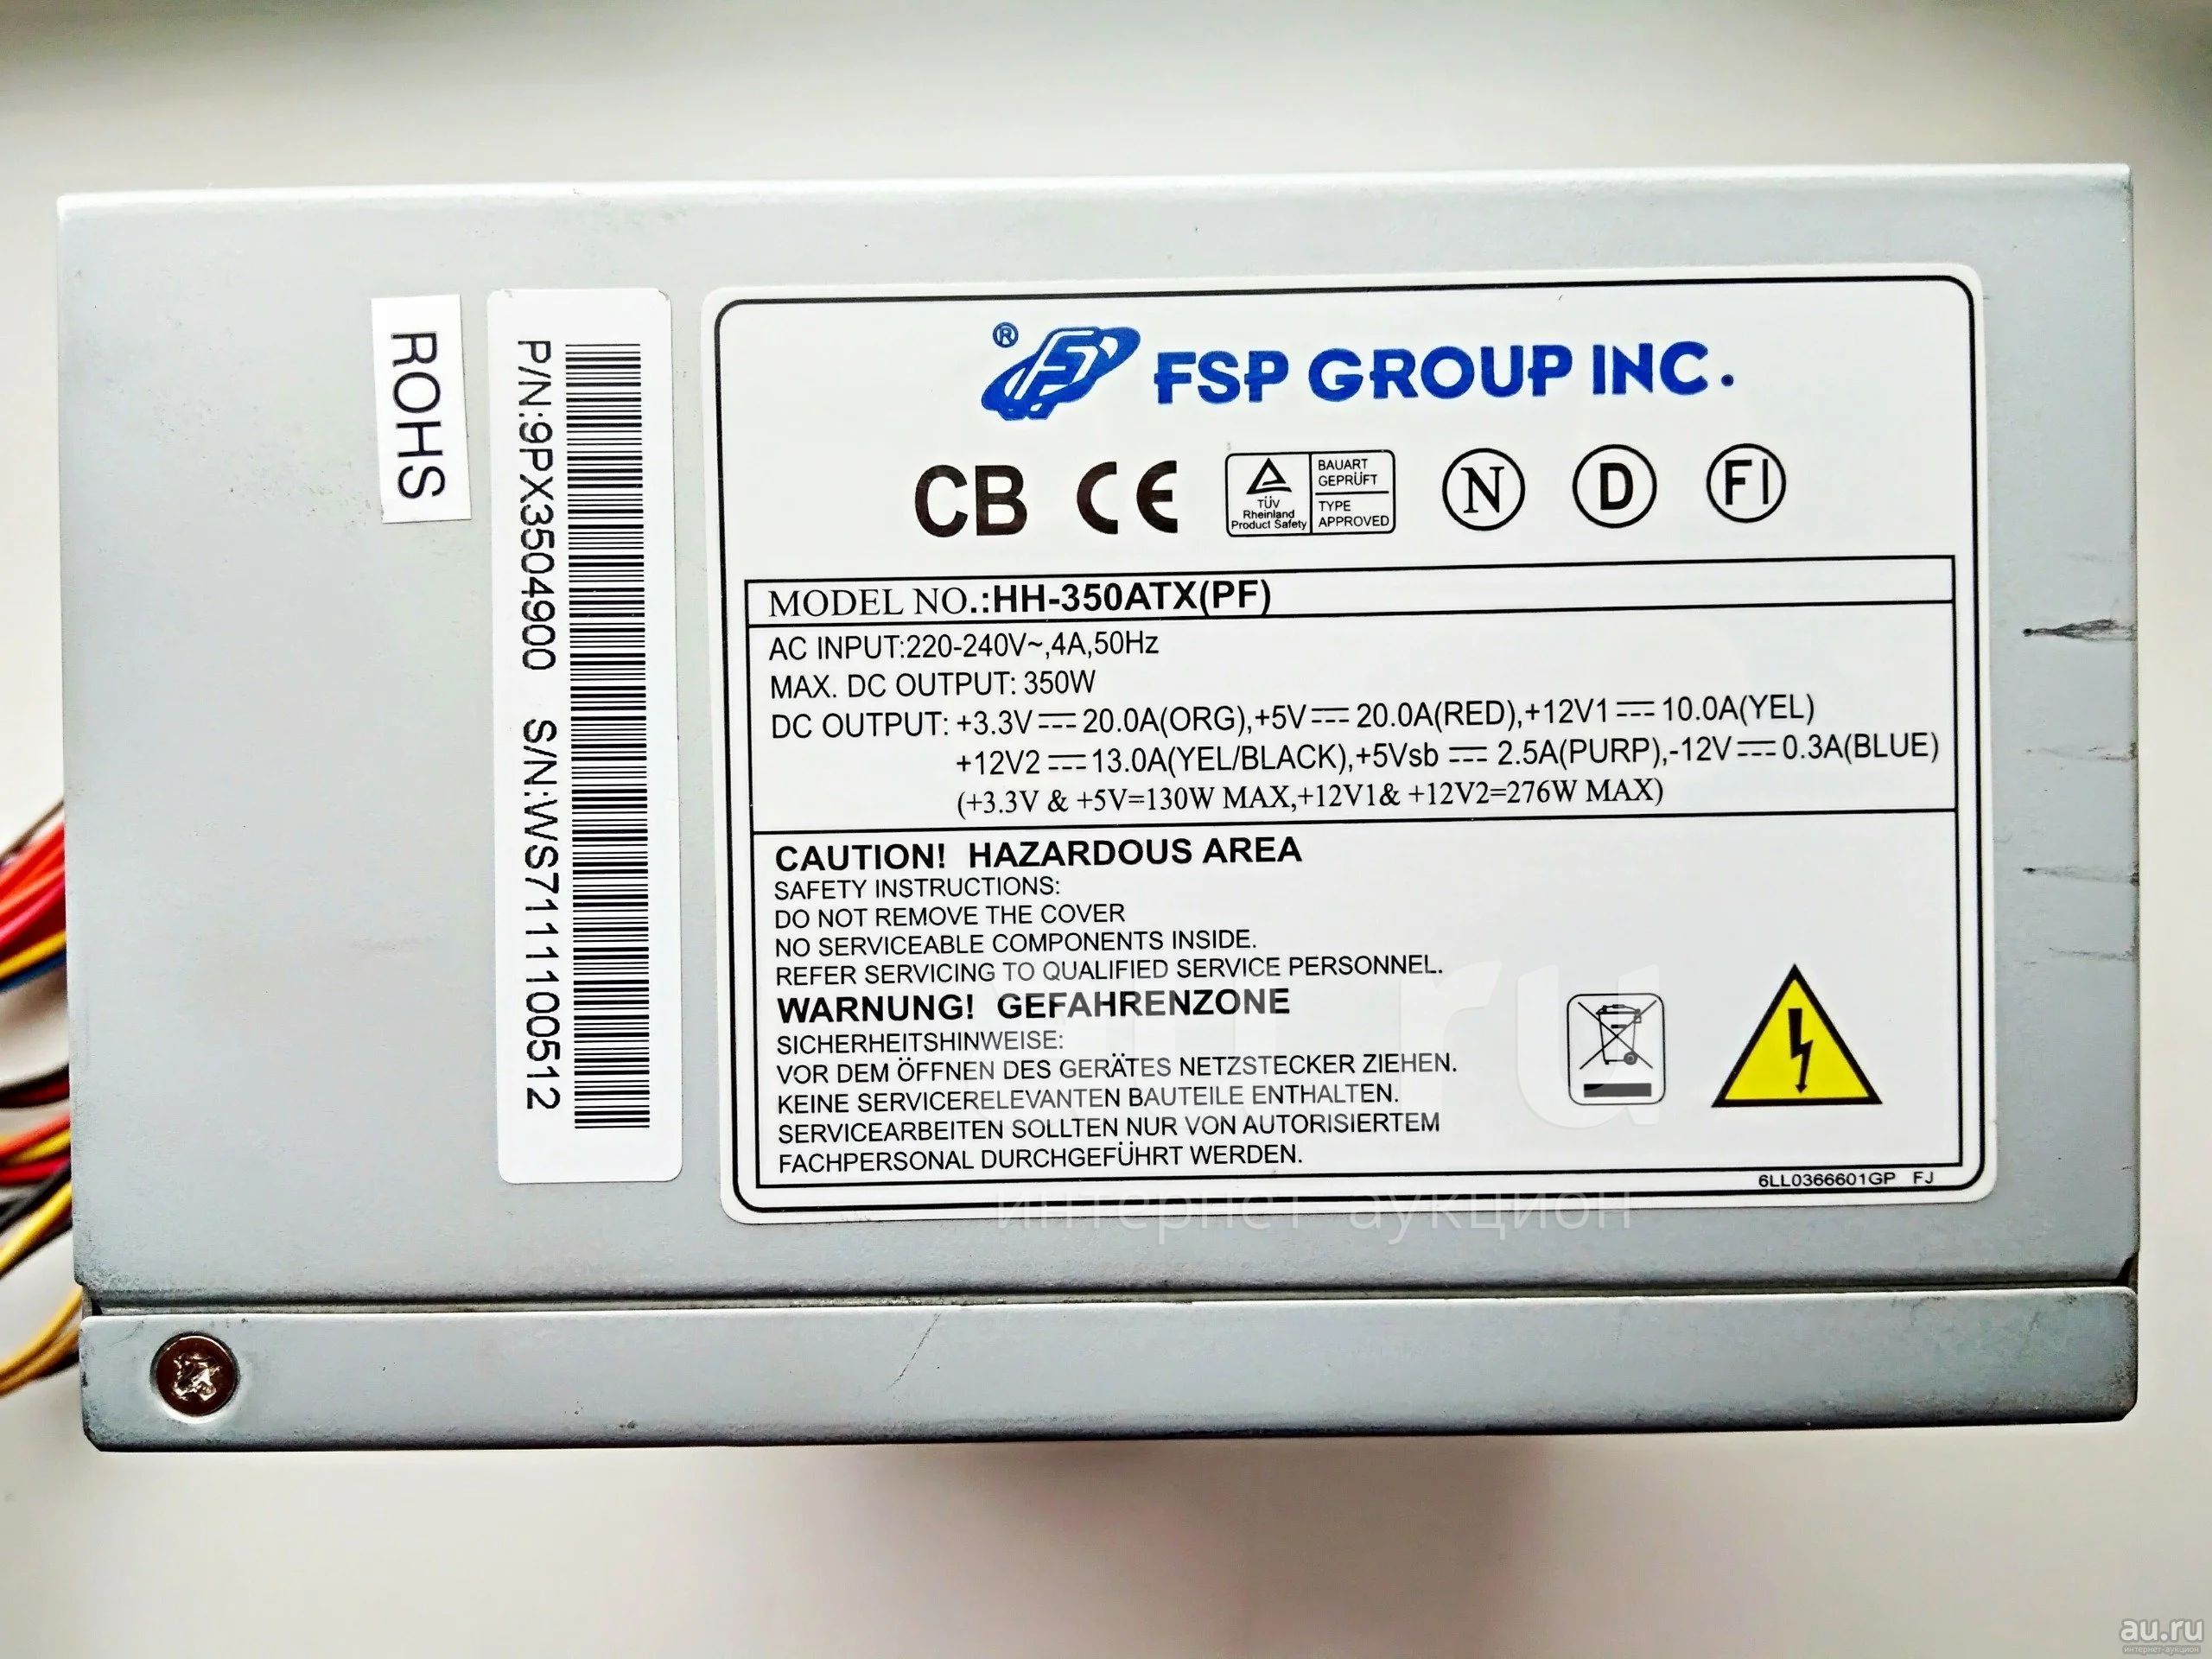 ROHS
P/N:9PX3504900 S/N:WS7111100512
® FSP GROUP INC.
CB CE TÜV Rheinland Product Safety BAUART GEPRÜFT TYPE APPROVED N D FI
MODEL NO.:HH-350ATX(PF)
AC INPUT:220-240V~,4A,50Hz
MAX. DC OUTPUT: 350W
DC OUTPUT: +3.3V⎓20.0A(ORG),+5V⎓20.0A(RED),+12V1⎓10.0A(YEL)
+12V2⎓13.0A(YEL/BLACK),+5Vsb⎓2.5A(PURP),-12V⎓0.3A(BLUE)
(+3.3V & +5V=130W MAX,+12V1& +12V2=276W MAX)
CAUTION! HAZARDOUS AREA
SAFETY INSTRUCTIONS:
DO NOT REMOVE THE COVER
NO SERVICEABLE COMPONENTS INSIDE.
REFER SERVICING TO QUALIFIED SERVICE PERSONNEL.
WARNUNG! GEFAHRENZONE
SICHERHEITSHINWEISE:
VOR DEM ÖFFNEN DES GERÄTES NETZSTECKER ZIEHEN.
KEINE SERVICERELEVANTEN BAUTEILE ENTHALTEN.
SERVICEARBEITEN SOLLTEN NUR VON AUTORISIERTEM
FACHPERSONAL DURCHGEFÜHRT WERDEN.
6LL0366601GP FJ
au.ru
интернет-аукцион
au.ru
интернет-аукцион